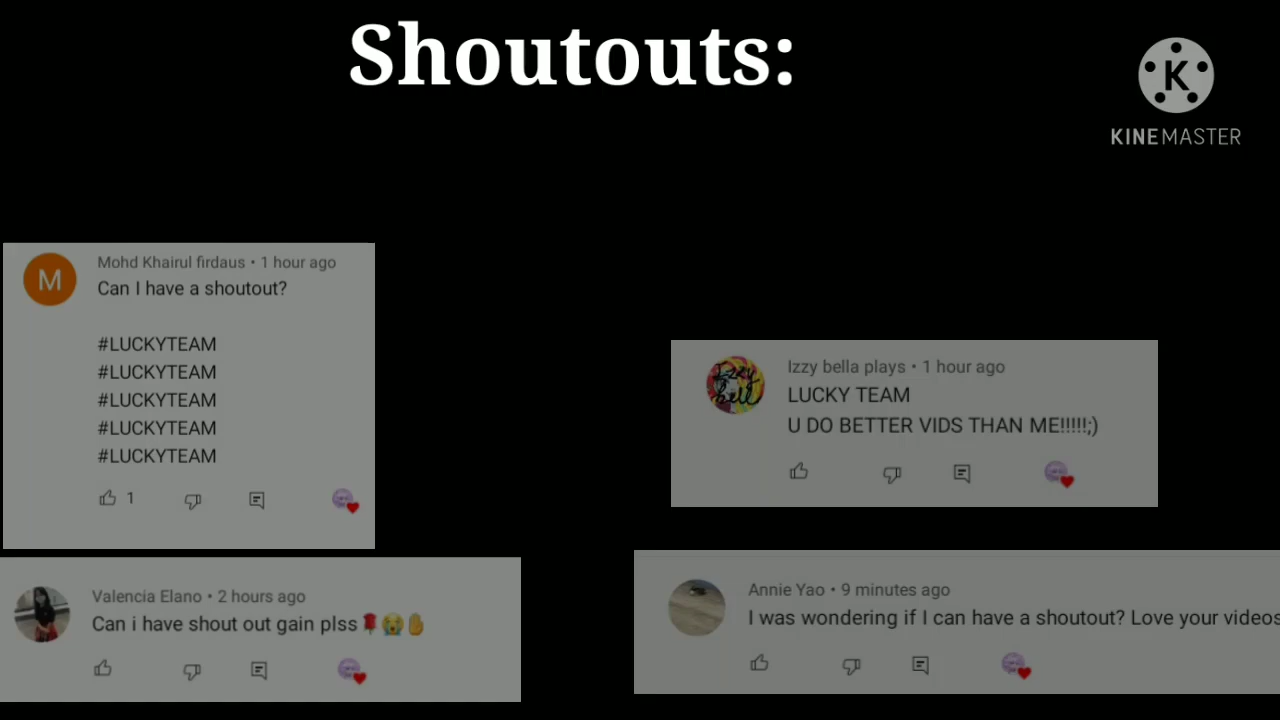 Shoutouts:
K
KINEMASTER
M
Mohd Khairul firdaus • 1 hour ago
Can I have a shoutout?
#LUCKYTEAM
#LUCKYTEAM
#LUCKYTEAM
#LUCKYTEAM
#LUCKYTEAM
1
Izzy bella plays • 1 hour ago
LUCKY TEAM
U DO BETTER VIDS THAN ME!!!!!;)
Valencia Elano • 2 hours ago
Can i have shout out gain plss🌹😭✋
Annie Yao • 9 minutes ago
I was wondering if I can have a shoutout? Love your videos